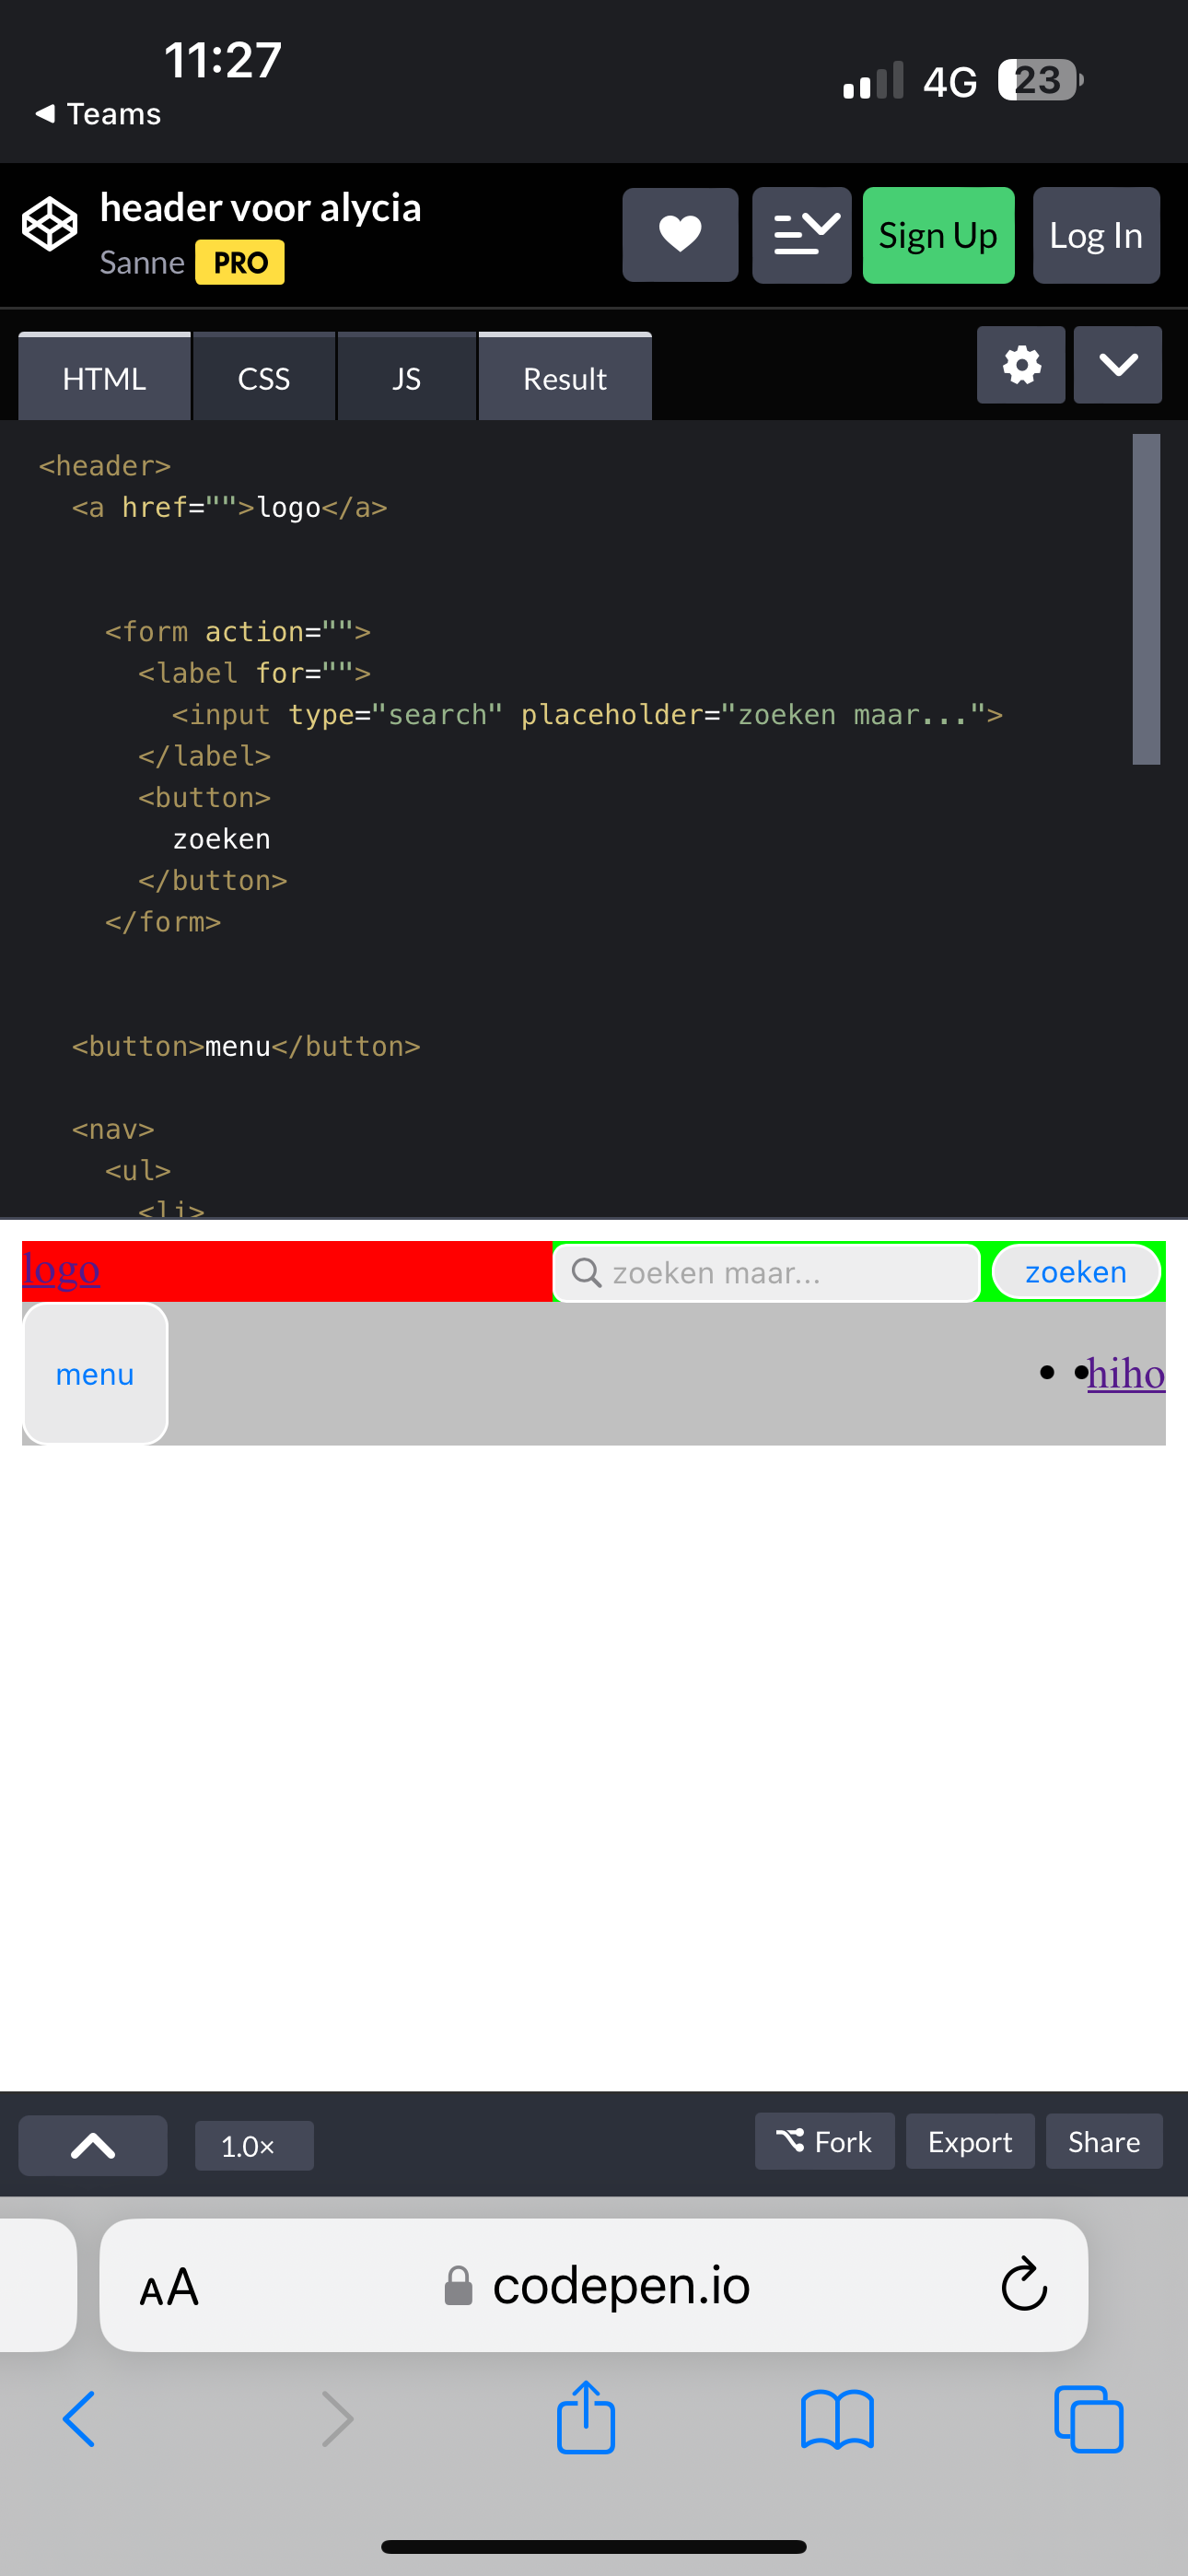 11:27
4G
23
◀ Teams
header voor alycia
Sanne PRO
Sign Up
Log In
HTML
CSS
JS
Result
<header>
<a href="">logo</a>
<form action="">
<label for="">
<input type="search" placeholder="zoeken maar...">
</label>
<button>
zoeken
</button>
</form>
<button>menu</button>
<nav>
<ul>
<li>
logo
zoeken maar...
zoeken
menu
• •hiho
1.0×
Fork
Export
Share
AA
codepen.io